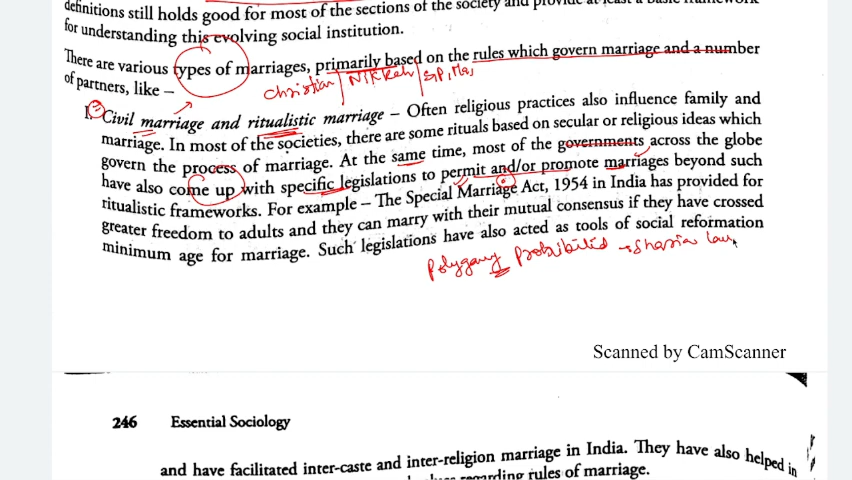 definitions still holds good for most of the sections of the society and provide at least a basic framework
for understanding this evolving social institution.
There are various types of marriages, primarily based on the rules which govern marriage and a number
of partners, like –
Christian | Nikkah |
1. Civil marriage and ritualistic marriage – Often religious practices also influence family and
marriage. In most of the societies, there are some rituals based on secular or religious ideas which
govern the process of marriage. At the same time, most of the governments across the globe
have also come up with specific legislations to permit and/or promote marriages beyond such
ritualistic frameworks. For example – The Special Marriage Act, 1954 in India has provided for
greater freedom to adults and they can marry with their mutual consensus if they have crossed
minimum age for marriage. Such legislations have also acted as tools of social reformation
Polygamy prohibited → Sharia law
Scanned by CamScanner
246 Essential Sociology
and have facilitated inter-caste and inter-religion marriage in India. They have also helped in
regarding rules of marriage.